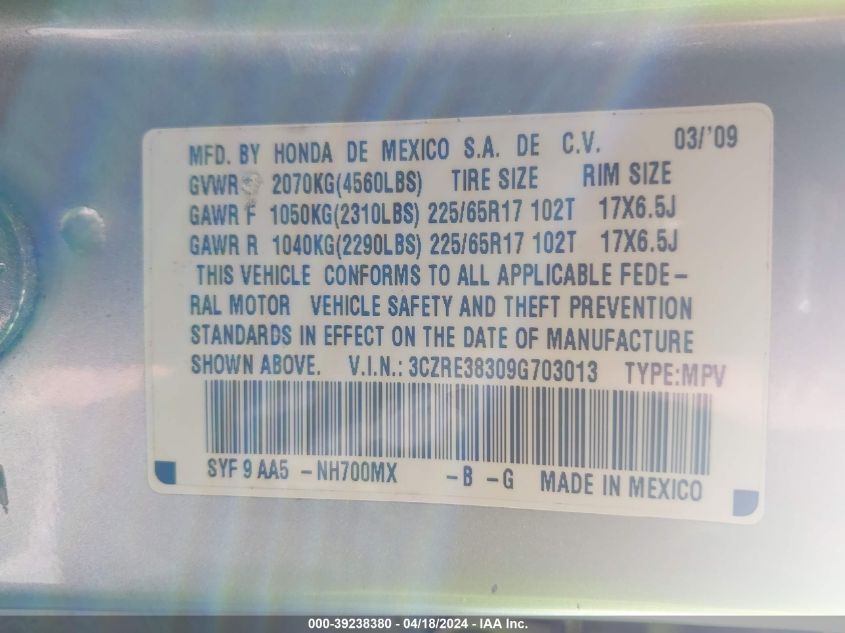 MFD. BY HONDA DE MEXICO S.A. DE C.V. 03/'09
GVWR 2070KG(4560LBS) TIRE SIZE RIM SIZE
GAWR F 1050KG(2310LBS) 225/65R17 102T 17X6.5J
GAWR R 1040KG(2290LBS) 225/65R17 102T 17X6.5J
THIS VEHICLE CONFORMS TO ALL APPLICABLE FEDE-
RAL MOTOR VEHICLE SAFETY AND THEFT PREVENTION
STANDARDS IN EFFECT ON THE DATE OF MANUFACTURE
SHOWN ABOVE. V.I.N.: 3CZRE38309G703013 TYPE:MPV
SYF 9 AA5 -NH700MX -B -G MADE IN MEXICO
000-39238380 - 04/18/2024 - IAA Inc.